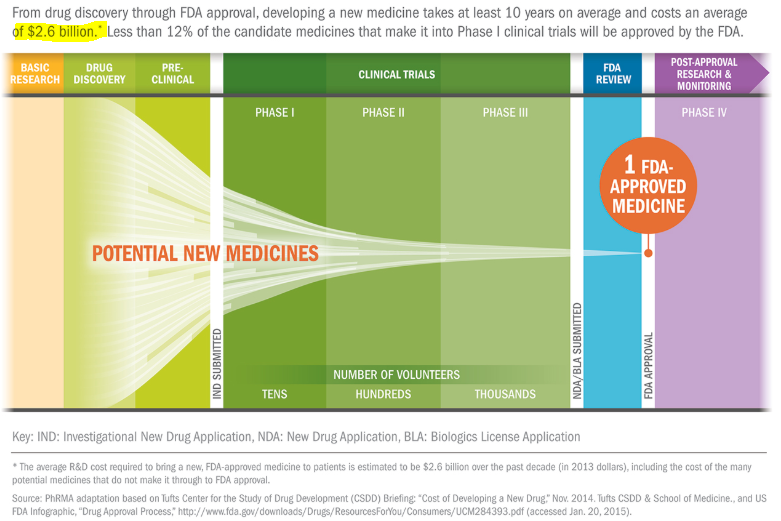 From drug discovery through FDA approval, developing a new medicine takes at least 10 years on average and costs an average
of $2.6 billion.* Less than 12% of the candidate medicines that make it into Phase I clinical trials will be approved by the FDA.
BASIC
RESEARCH
DRUG
DISCOVERY
PRE-
CLINICAL
CLINICAL TRIALS
FDA
REVIEW
POST-APPROVAL
RESEARCH &
MONITORING
PHASE I
PHASE II
PHASE III
PHASE IV
1 FDA-
APPROVED
MEDICINE
POTENTIAL NEW MEDICINES
IND SUBMITTED
NDA/BLA SUBMITTED
FDA APPROVAL
NUMBER OF VOLUNTEERS
TENS
HUNDREDS
THOUSANDS
Key: IND: Investigational New Drug Application, NDA: New Drug Application, BLA: Biologics License Application
* The average R&D cost required to bring a new, FDA-approved medicine to patients is estimated to be $2.6 billion over the past decade (in 2013 dollars), including the cost of the many
potential medicines that do not make it through to FDA approval.
Source: PhRMA adaptation based on Tufts Center for the Study of Drug Development (CSDD) Briefing: "Cost of Developing a New Drug," Nov. 2014. Tufts CSDD & School of Medicine., and US
FDA Infographic, "Drug Approval Process," http://www.fda.gov/downloads/Drugs/ResourcesForYou/Consumers/UCM284393.pdf (accessed Jan. 20, 2015).